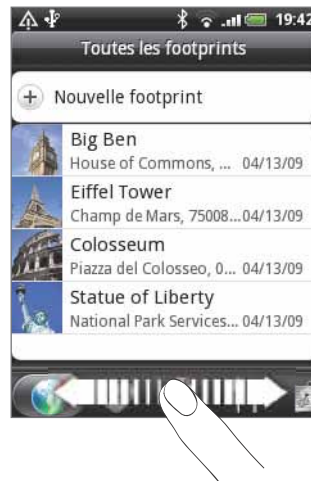 19:42
Toutes les footprints
Nouvelle footprint
Big Ben
House of Commons, ... 04/13/09
Eiffel Tower
Champ de Mars, 75008... 04/13/09
Colosseum
Piazza del Colosseo, 0... 04/13/09
Statue of Liberty
National Park Services... 04/13/09